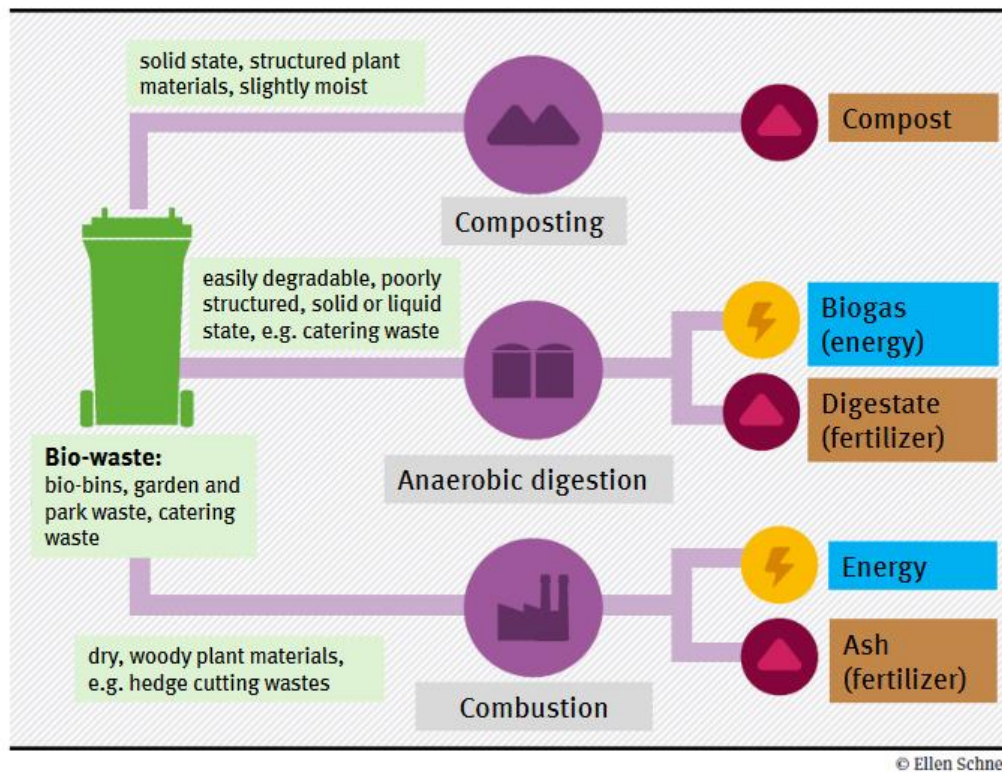 solid state, structured plant
materials, slightly moist
Composting
Compost
easily degradable, poorly
structured, solid or liquid
state, e.g. catering waste
Anaerobic digestion
Biogas
(energy)
Digestate
(fertilizer)
Bio-waste:
bio-bins, garden and
park waste, catering
waste
dry, woody plant materials,
e.g. hedge cutting wastes
Combustion
Energy
Ash
(fertilizer)
© Ellen Schne